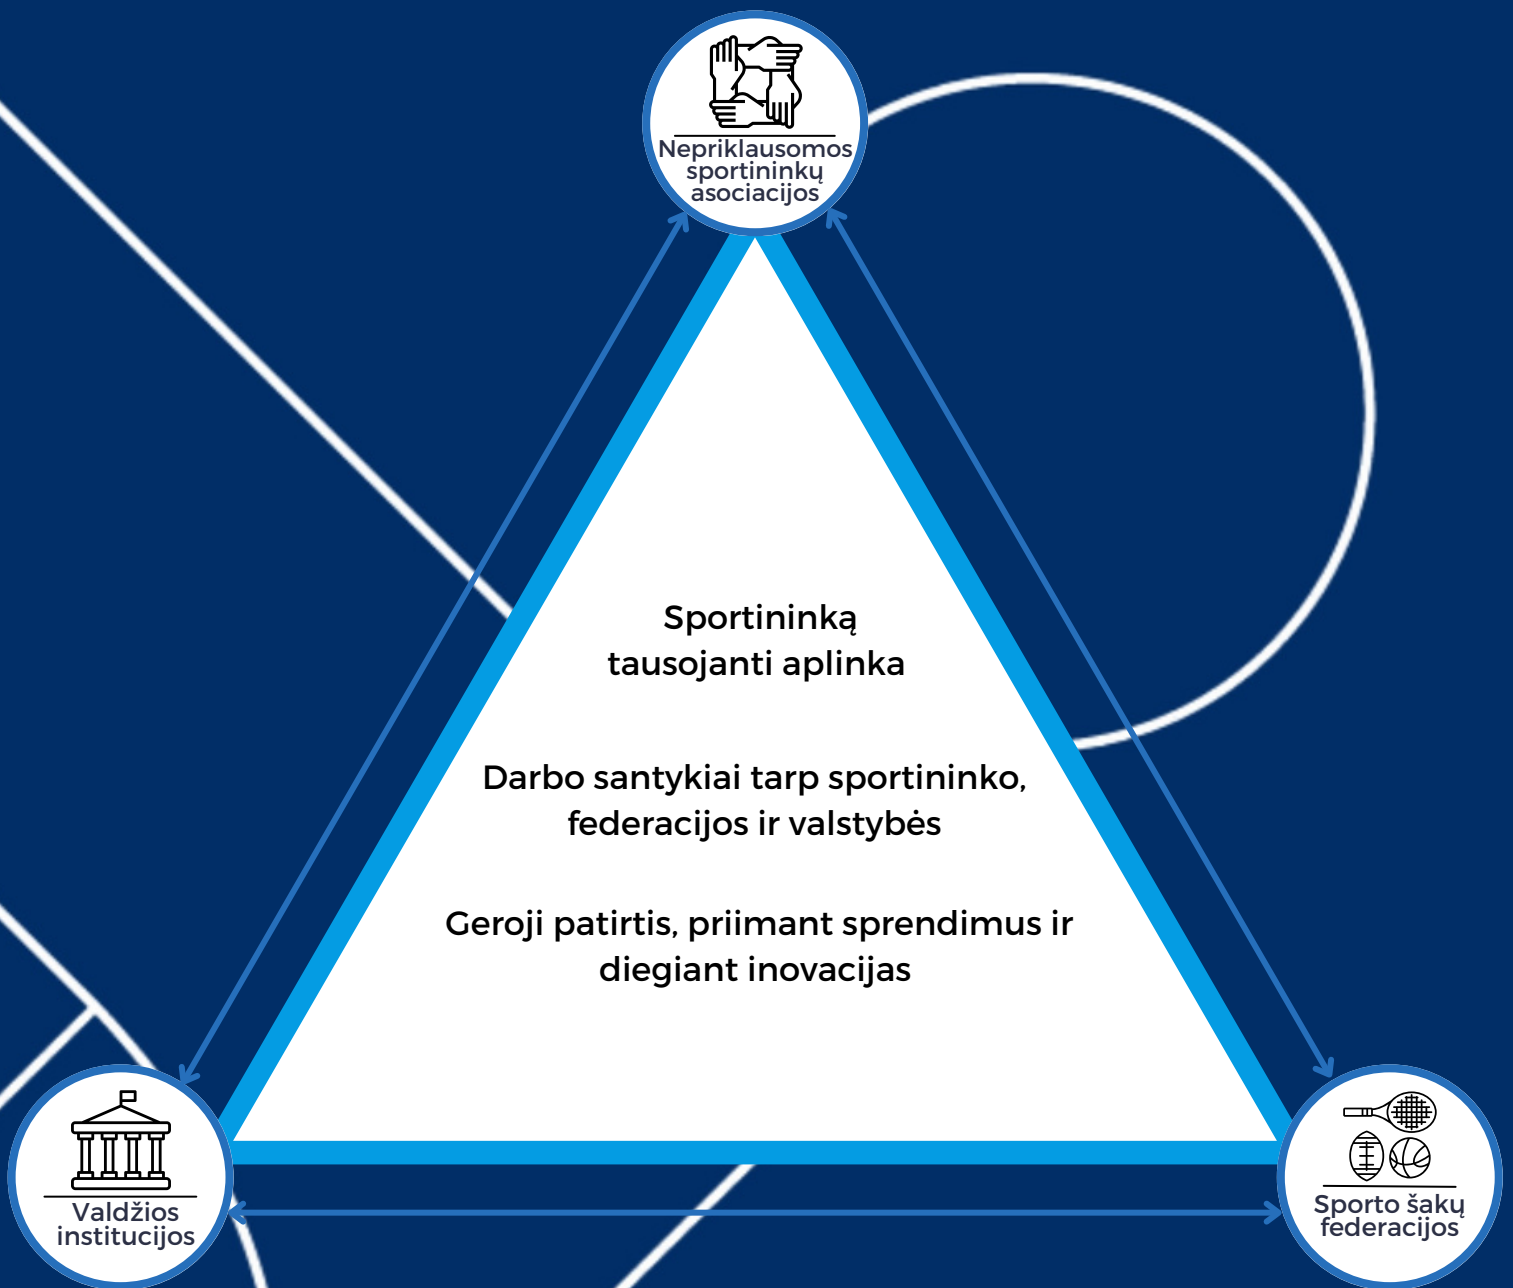 Nepriklausomos
sportininkų
asociacijos
Sportininką
tausojanti aplinka
Darbo santykiai tarp sportininko,
federacijos ir valstybės
Geroji patirtis, priimant sprendimus ir
diegiant inovacijas
Valdžios
institucijos
Sporto šakų
federacijos